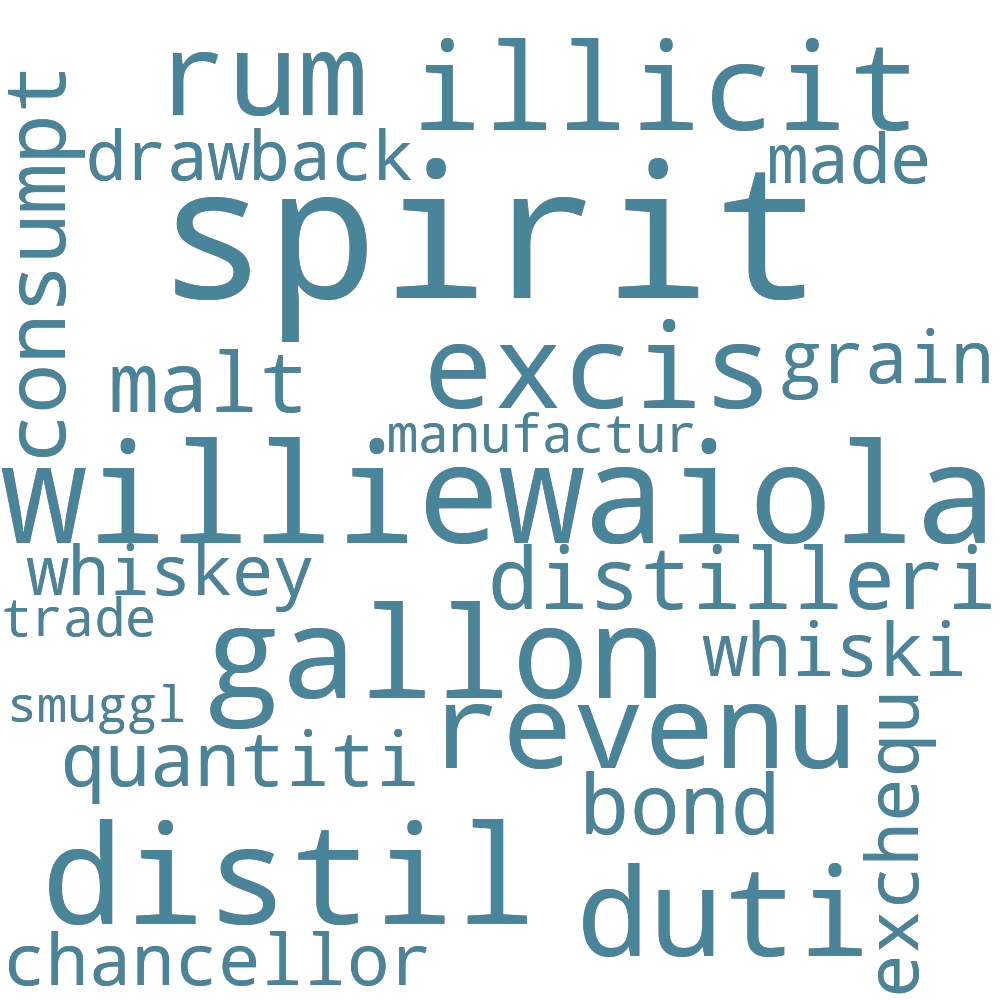 rum illicit
consumpt
drawback made
spirit
malt excis grain
manufactur
williewaiola
whiskey distilleri
trade
gallon whiski
smuggl revenu
exchequ
quantiti
bond
distil duti
chancellor